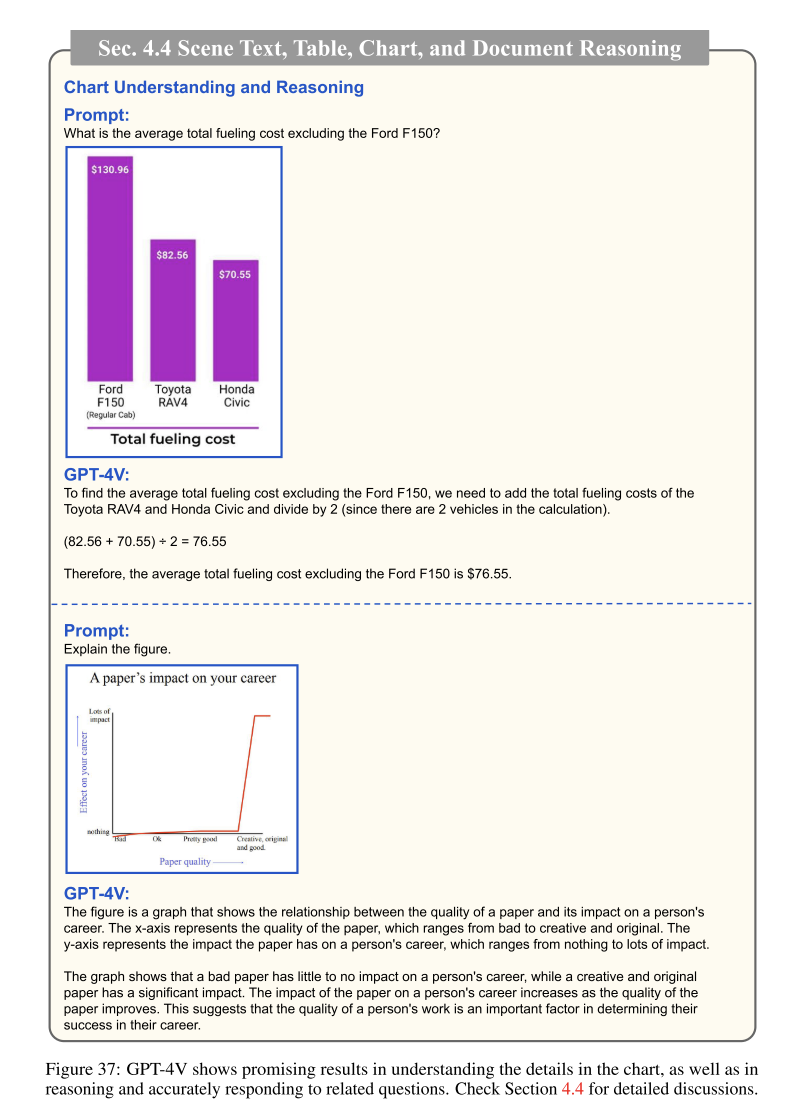 Sec. 4.4 Scene Text, Table, Chart, and Document Reasoning
Chart Understanding and Reasoning
Prompt:
What is the average total fueling cost excluding the Ford F150?
$130.96
$82.56
$70.55
Ford
F150
(Regular Cab)
Toyota
RAV4
Honda
Civic
Total fueling cost
GPT-4V:
To find the average total fueling cost excluding the Ford F150, we need to add the total fueling costs of the
Toyota RAV4 and Honda Civic and divide by 2 (since there are 2 vehicles in the calculation).
(82.56 + 70.55) ÷ 2 = 76.55
Therefore, the average total fueling cost excluding the Ford F150 is $76.55.
Prompt:
Explain the figure.
A paper's impact on your career
Lots of
impact
Effect on your career
nothing
Bad
Ok
Pretty good
Creative, original
and good.
Paper quality
GPT-4V:
The figure is a graph that shows the relationship between the quality of a paper and its impact on a person's
career. The x-axis represents the quality of the paper, which ranges from bad to creative and original. The
y-axis represents the impact the paper has on a person's career, which ranges from nothing to lots of impact.
The graph shows that a bad paper has little to no impact on a person's career, while a creative and original
paper has a significant impact. The impact of the paper on a person's career increases as the quality of the
paper improves. This suggests that the quality of a person's work is an important factor in determining their
success in their career.
Figure 37: GPT-4V shows promising results in understanding the details in the chart, as well as in
reasoning and accurately responding to related questions. Check Section 4.4 for detailed discussions.